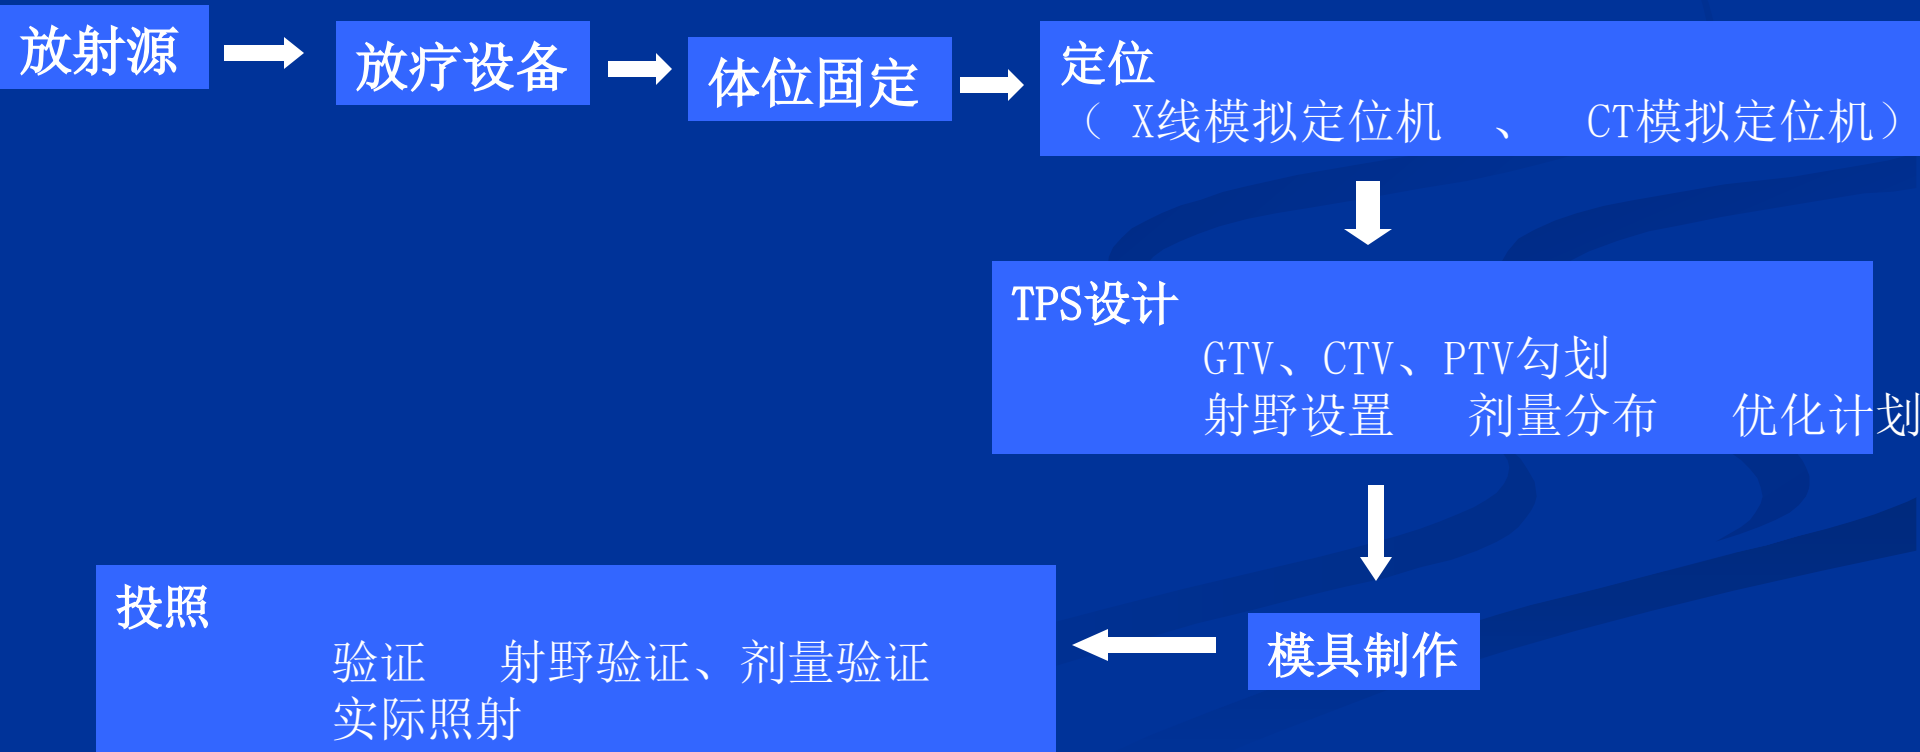 放射源
放疗设备
体位固定
定位
（ X线模拟定位机 、 CT模拟定位机）
TPS设计
GTV、CTV、PTV勾划
射野设置 剂量分布 优化计划
模具制作
投照
验证 射野验证、剂量验证
实际照射